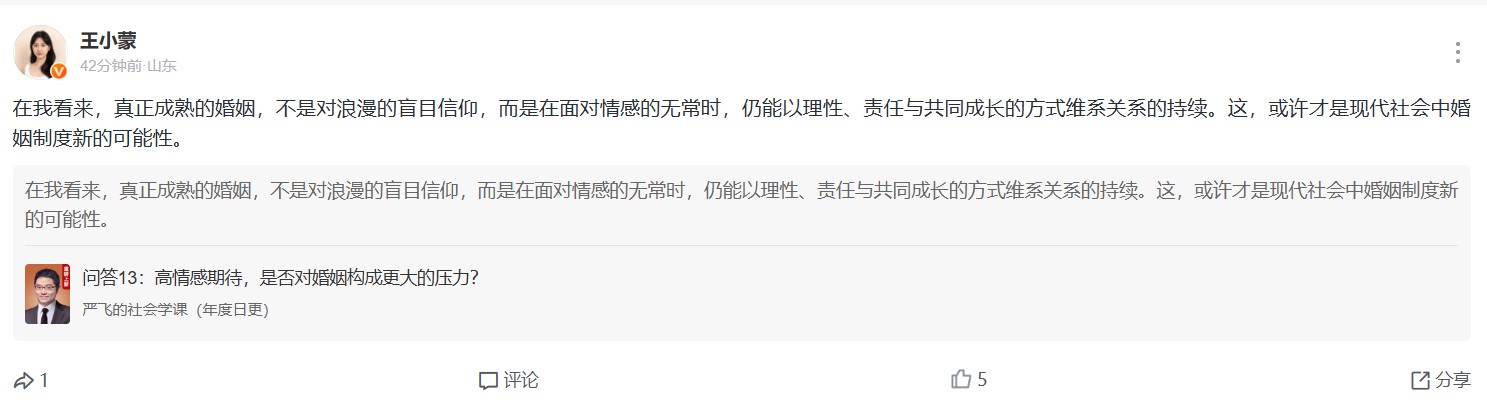 王小蒙
42分钟前·山东
在我看来，真正成熟的婚姻，不是对浪漫的盲目信仰，而是在面对情感的无常时，仍能以理性、责任与共同成长的方式维系关系的持续。这，或许才是现代社会中婚
姻制度新的可能性。
在我看来，真正成熟的婚姻，不是对浪漫的盲目信仰，而是在面对情感的无常时，仍能以理性、责任与共同成长的方式维系关系的持续。这，或许才是现代社会中婚姻制度新
的可能性。
问答13：高情感期待，是否对婚姻构成更大的压力？
严飞的社会学课（年度日更）
1
评论
5
分享